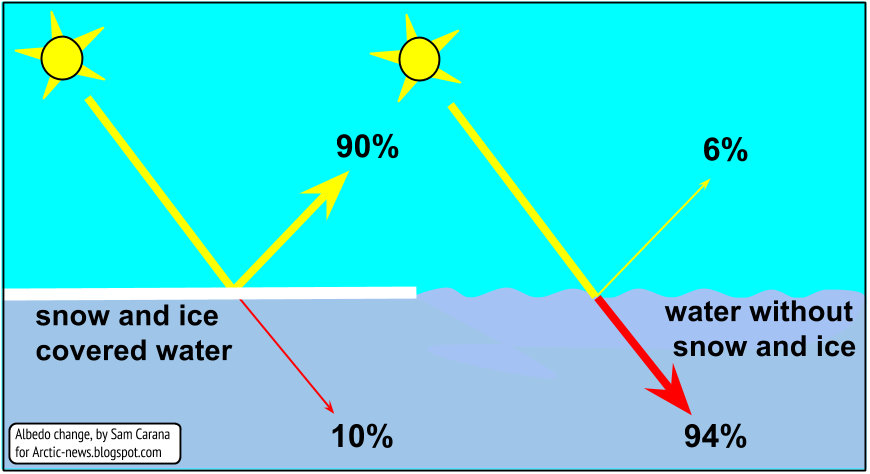 90%
6%
snow and ice
covered water
water without
snow and ice
10%
94%
Albedo change, by Sam Carana
for Arctic-news.blogspot.com